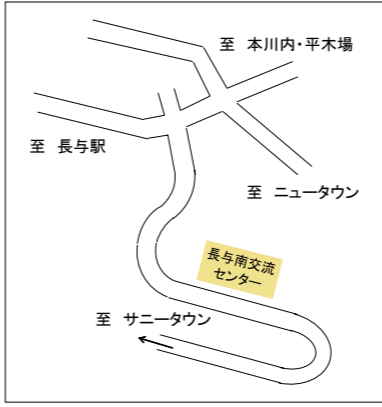 至 本川内・平木場
至 長与駅
至 ニュータウン
長与南交流
センター
至 サニータウン